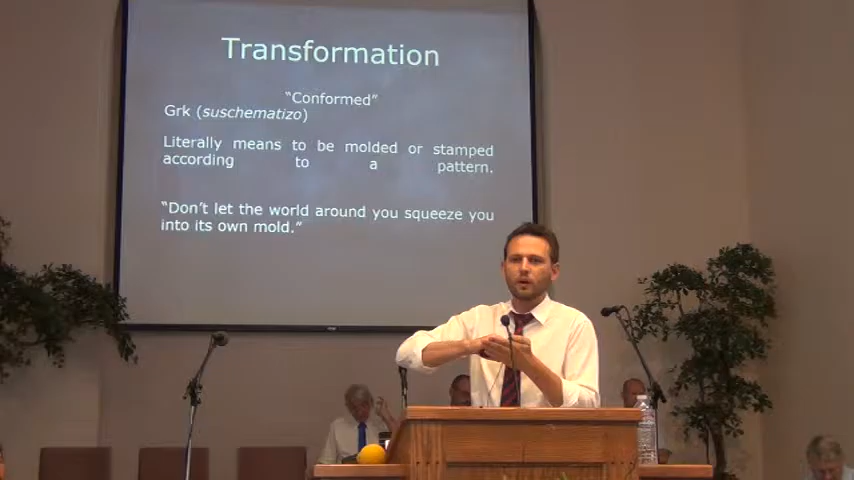 Transformation
“Conformed”
Grk (suschematizo)
Literally means to be molded or stamped
according to a pattern.
“Don’t let the world around you squeeze you
into its own mold.”